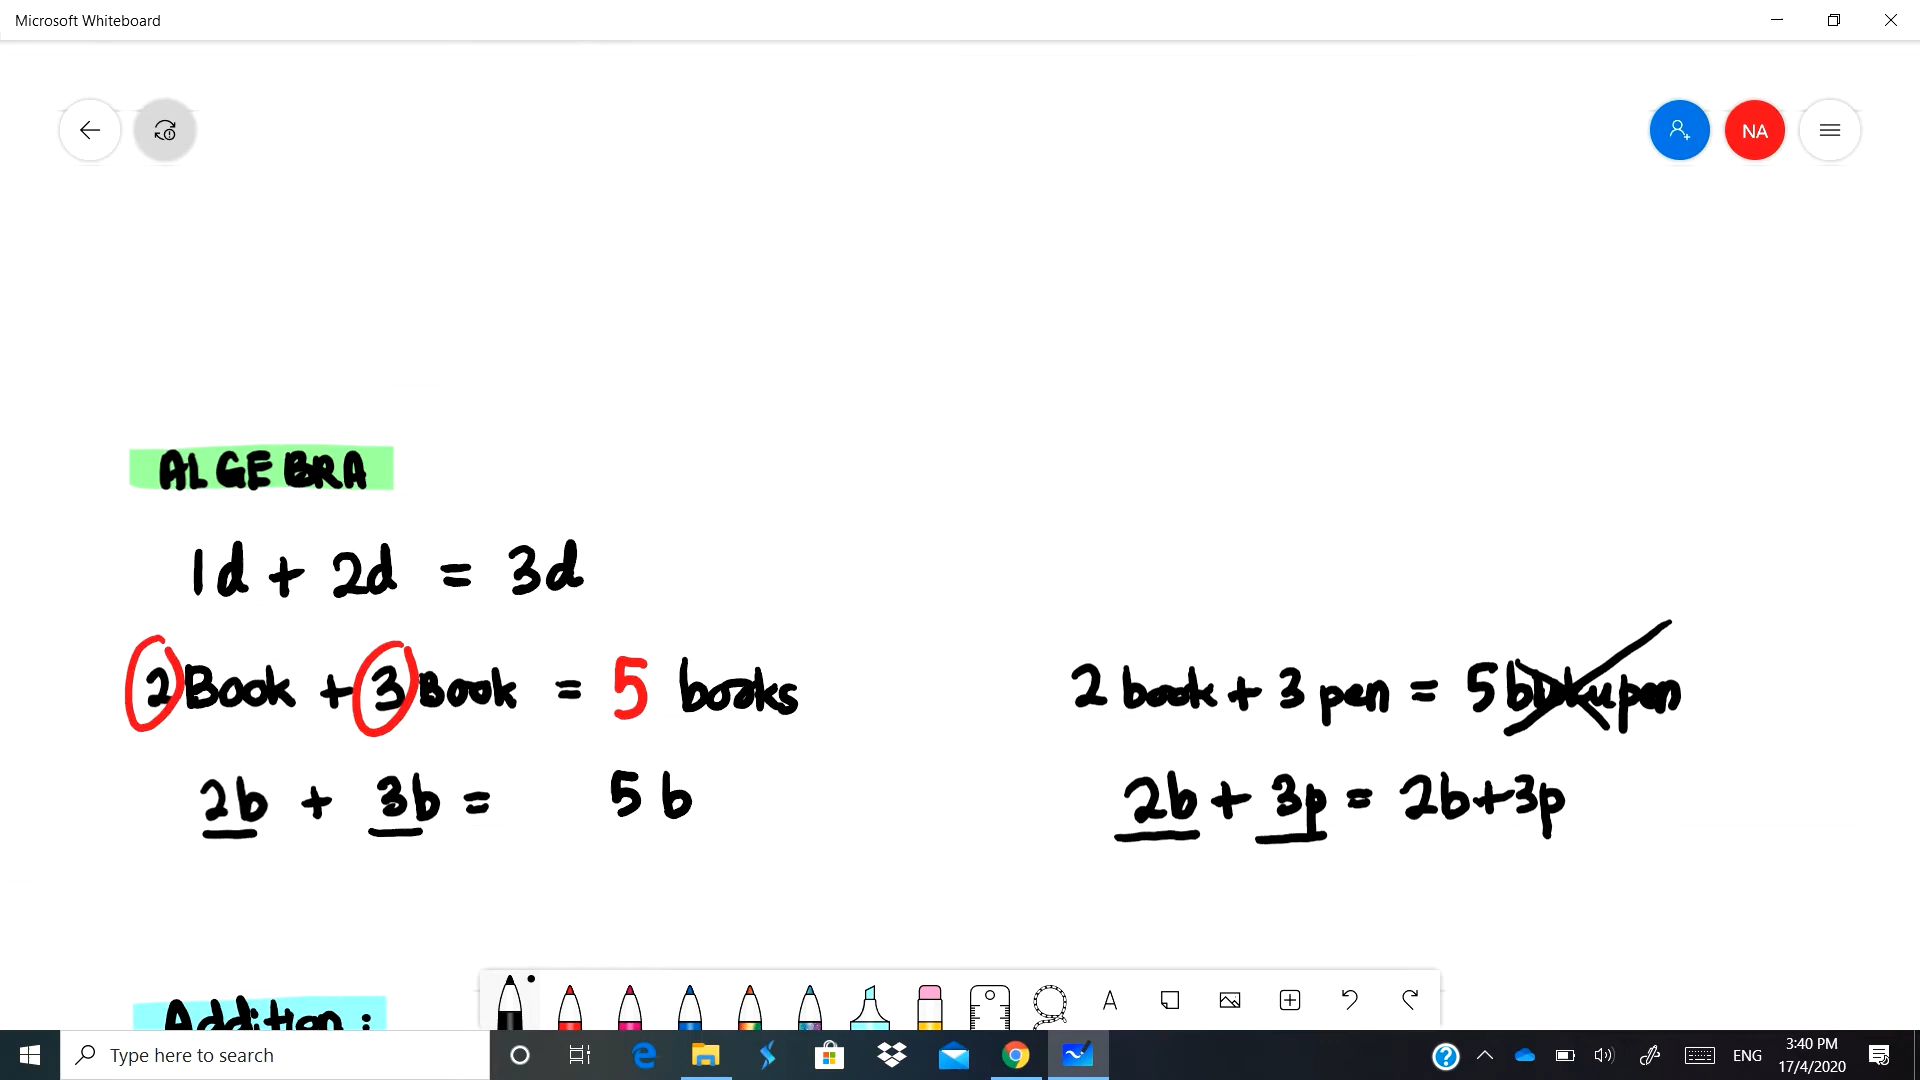 Microsoft Whiteboard
NA
ALGEBRA
1d + 2d = 3d
2 Book + 3 Book = 5 books
2 book + 3 pen = 5 bukupen
2b + 3b = 5b
2b + 3p = 2b+3p
Addition :
A
Type here to search
ENG
3:40 PM
17/4/2020